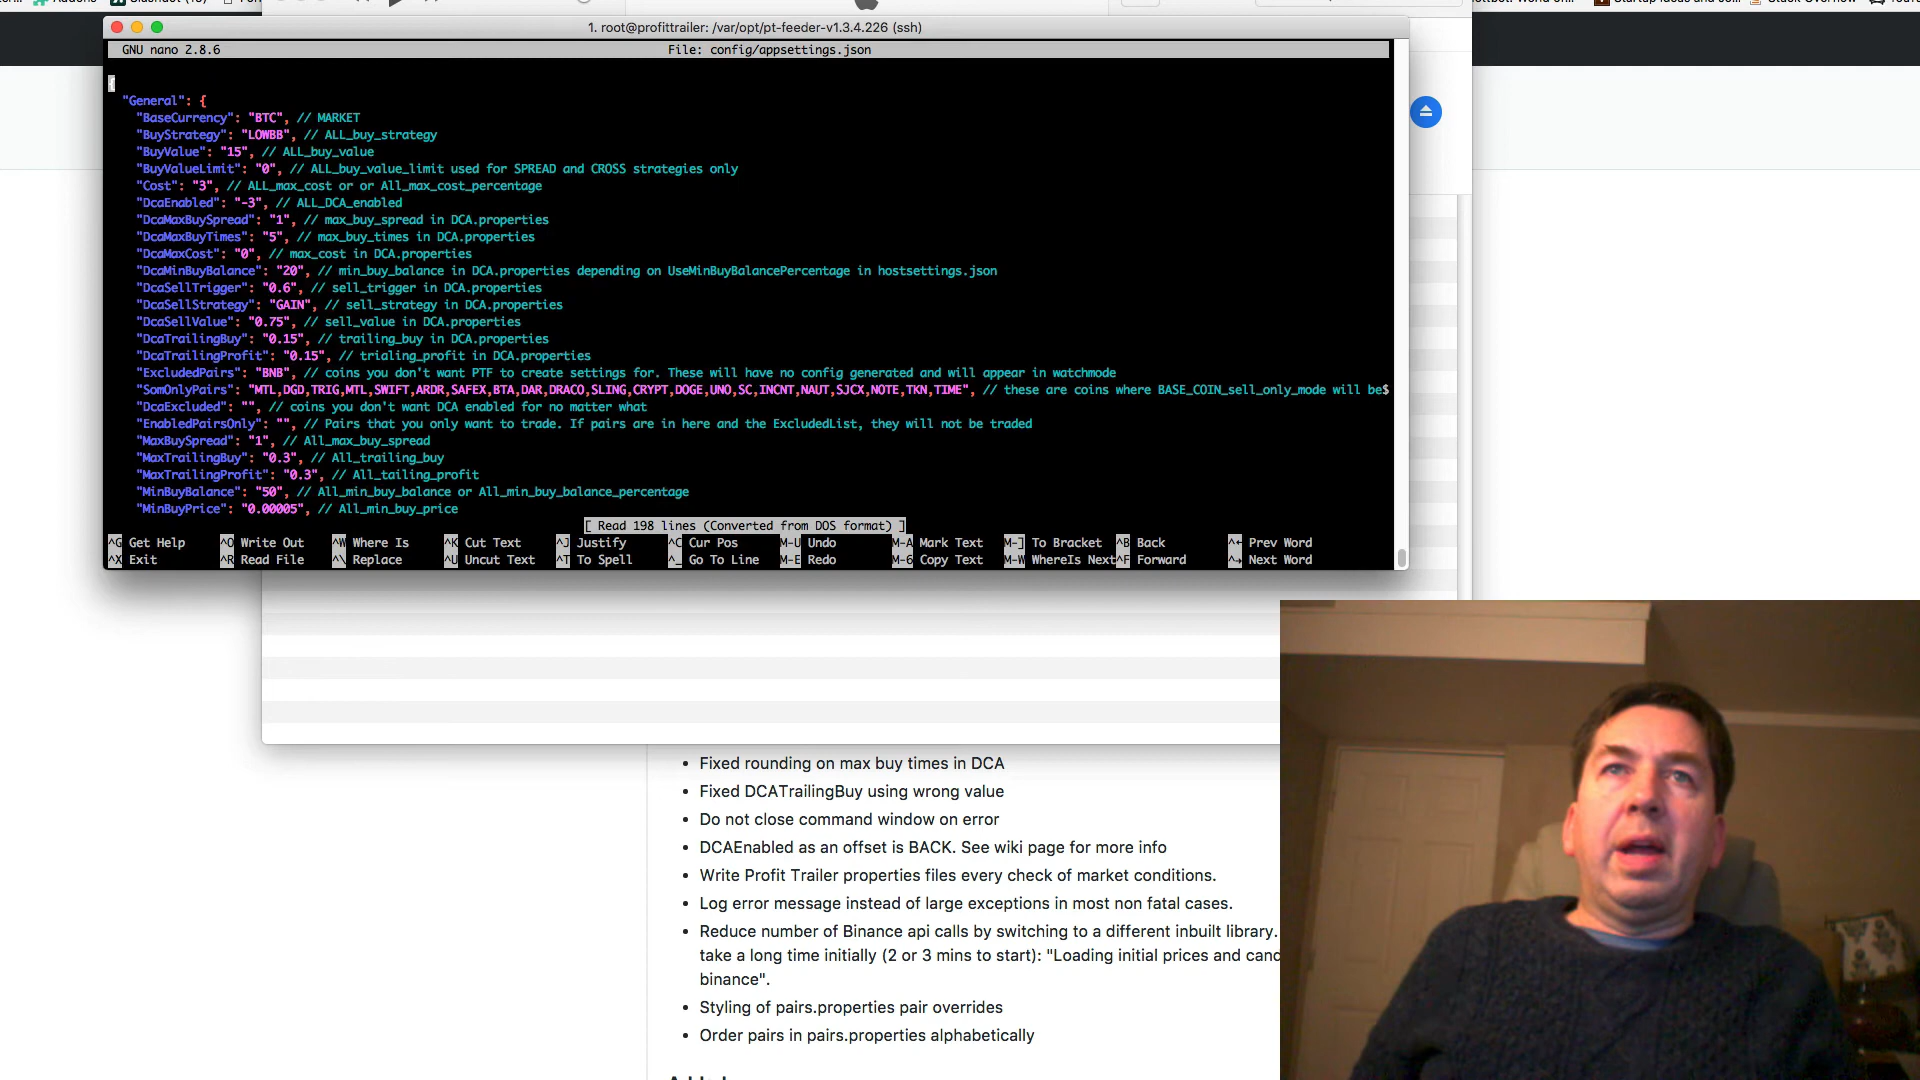 1. root@profittrailer: /var/opt/pt-feeder-v1.3.4.226 (ssh)
GNU nano 2.8.6 File: config/appsettings.json
{
"General": {
"BaseCurrency": "BTC", // MARKET
"BuyStrategy": "LOWBB", // ALL_buy_strategy
"BuyValue": "15", // ALL_buy_value
"BuyValueLimit": "0", // ALL_buy_value_limit used for SPREAD and CROSS strategies only
"Cost": "3", // ALL_max_cost or or All_max_cost_percentage
"DcaEnabled": "-3", // ALL_DCA_enabled
"DcaMaxBuySpread": "1", // max_buy_spread in DCA.properties
"DcaMaxBuyTimes": "5", // max_buy_times in DCA.properties
"DcaMaxCost": "0", // max_cost in DCA.properties
"DcaMinBuyBalance": "20", // min_buy_balance in DCA.properties depending on UseMinBuyBalancePercentage in hostsettings.json
"DcaSellTrigger": "0.6", // sell_trigger in DCA.properties
"DcaSellStrategy": "GAIN", // sell_strategy in DCA.properties
"DcaSellValue": "0.75", // sell_value in DCA.properties
"DcaTrailingBuy": "0.15", // trailing_buy in DCA.properties
"DcaTrailingProfit": "0.15", // trialing_profit in DCA.properties
"ExcludedPairs": "BNB", // coins you don't want PTF to create settings for. These will have no config generated and will appear in watchmode
"SomOnlyPairs": "MTL,DGD,TRIG,MTL,SWIFT,ARDR,SAFEX,BTA,DAR,DRACO,SLING,CRYPT,DOGE,UNO,SC,INCNT,NAUT,SJCX,NOTE,TKN,TIME", // these are coins where BASE_COIN_sell_only_mode will be$
"DcaExcluded": "", // coins you don't want DCA enabled for no matter what
"EnabledPairsOnly": "", // Pairs that you only want to trade. If pairs are in here and the ExcludedList, they will not be traded
"MaxBuySpread": "1", // All_max_buy_spread
"MaxTrailingBuy": "0.3", // All_trailing_buy
"MaxTrailingProfit": "0.3", // All_tailing_profit
"MinBuyBalance": "50", // All_min_buy_balance or All_min_buy_balance_percentage
"MinBuyPrice": "0.00005", // All_min_buy_price
[ Read 198 lines (Converted from DOS format) ]
^G Get Help ^O Write Out ^W Where Is ^K Cut Text ^J Justify ^C Cur Pos M-U Undo M-A Mark Text M-] To Bracket ^B Back ^← Prev Word
^X Exit ^R Read File ^\ Replace ^U Uncut Text ^T To Spell ^_ Go To Line M-E Redo M-6 Copy Text M-W WhereIs Next ^F Forward ^→ Next Word
• Fixed rounding on max buy times in DCA
• Fixed DCATrailingBuy using wrong value
• Do not close command window on error
• DCAEnabled as an offset is BACK. See wiki page for more info
• Write Profit Trailer properties files every check of market conditions.
• Log error message instead of large exceptions in most non fatal cases.
• Reduce number of Binance api calls by switching to a different inbuilt library.
take a long time initially (2 or 3 mins to start): "Loading initial prices and canc
binance".
• Styling of pairs.properties pair overrides
• Order pairs in pairs.properties alphabetically